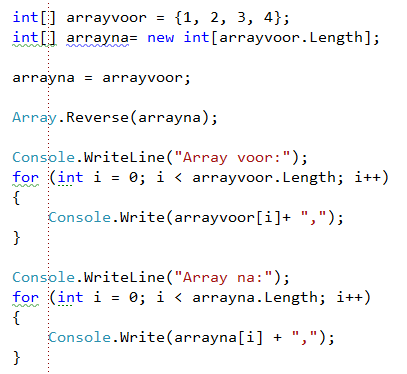 int[] arrayvoor = {1, 2, 3, 4};
int[] arrayna= new int[arrayvoor.Length];
arrayna = arrayvoor;
Array.Reverse(arrayna);
Console.WriteLine("Array voor:");
for (int i = 0; i < arrayvoor.Length; i++)
{
Console.Write(arrayvoor[i]+ ",");
}
Console.WriteLine("Array na:");
for (int i = 0; i < arrayna.Length; i++)
{
Console.Write(arrayna[i] + ",");
}